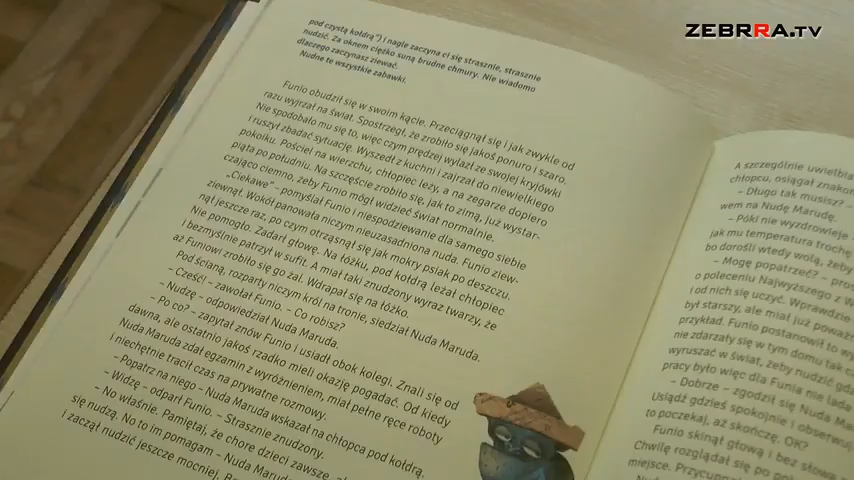 ZEBRRA.TV
pod czystą kołdrą") i nagle zaczyna ci się strasznie, strasznie
nudzić. Za oknem ciężko suną brudne chmury. Nie wiadomo
dlaczego zaczynasz ziewać.
Nudne te wszystkie zabawki.
Funio obudził się w swoim kącie. Przeciągnął się i jak zwykle od
razu wyjrzał na świat. Spostrzegł, że zrobiło się jakoś ponuro i szaro.
Nie spodobało mu się to, więc czym prędzej wylazł ze swojej kryjówki
i ruszył zbadać sytuację. Wyszedł z kuchni i zajrzał do niewielkiego
pokoiku. Pościel na wierzchu, chłopiec leży, a na zegarze dopiero
piąta po południu. Na szczęście zrobiło się, jak to zimą, już wystar-
czająco ciemno, żeby Funio mógł widzieć świat normalnie.
„Ciekawe" – pomyślał Funio i niespodziewanie dla samego siebie
ziewnął. Wokół panowała niczym nieuzasadniona nuda. Funio ziew-
nął jeszcze raz, po czym otrząsnął się jak mokry psiak po deszczu.
Nie pomogło. Zadarł głowę. Na łóżku, pod kołdrą leżał chłopiec
i bezmyślnie patrzył w sufit. A miał taki znudzony wyraz twarzy, że
aż Funiowi zrobiło się go żal. Wdrapał się na łóżko.
Pod ścianą, rozparty niczym król na tronie, siedział Nuda Maruda.
– Cześć! – zawołał Funio. – Co robisz?
– Nudzę – odpowiedział Nuda Maruda.
– Po co? – zapytał znów Funio i usiadł obok kolegi. Znali się od
dawna, ale ostatnio jakoś rzadko mieli okazję pogadać. Od kiedy
Nuda Maruda zdał egzamin z wyróżnieniem, miał pełne ręce roboty
i niechętnie tracił czas na prywatne rozmowy.
– Popatrz na niego – Nuda Maruda wskazał na chłopca pod kołdrą.
– Widzę – odparł Funio. – Strasznie znudzony.
– No właśnie. Pamiętaj, że chore dzieci zawsze
się nudzą. No to im pomagam – Nuda Maruda
i zaczął nudzić jeszcze mocniej.
A szczególnie uwielbia
chłopcu, osiągał znakom
– Długo tak musisz? –
wem na Nudę Marudę.
– Póki nie wyzdrowieje
jak mu temperatura trochę
bo dorośli wtedy wolą, żeby
– Mogę popatrzeć? – pros
o poleceniu Najwyższego z W
i od nich się uczyć. Wprawdzie
był starszy, ale miał już poważ
przykład. Funio postanowił to wy
nie zdarzały się w tym domu tak c
wyruszać w świat, żeby nudzić gdz
pracy było więc dla Funia nie lada
– Dobrze – zgodził się Nuda Ma
Usiądź gdzieś spokojnie i obserwuj
to poczekaj, aż skończę. OK?
Funio skinął głową i bez słowa
Chwilę rozglądał się po po
miejsce.